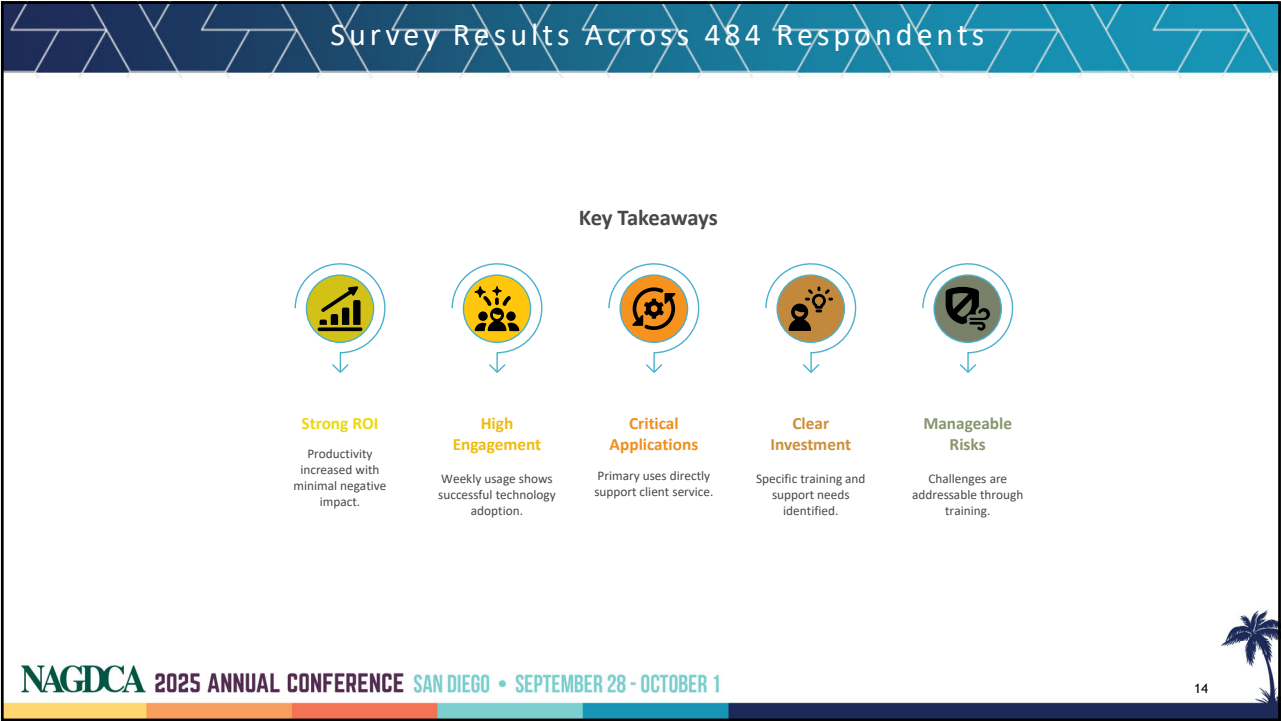 Survey Results Across 484 Respondents
Key Takeaways
Strong ROI
Productivity
increased with
minimal negative
impact.
High
Engagement
Weekly usage shows
successful technology
adoption.
Critical
Applications
Primary uses directly
support client service.
Clear
Investment
Specific training and
support needs
identified.
Manageable
Risks
Challenges are
addressable through
training.
NAGDCA 2025 ANNUAL CONFERENCE SAN DIEGO • SEPTEMBER 28 - OCTOBER 1
14